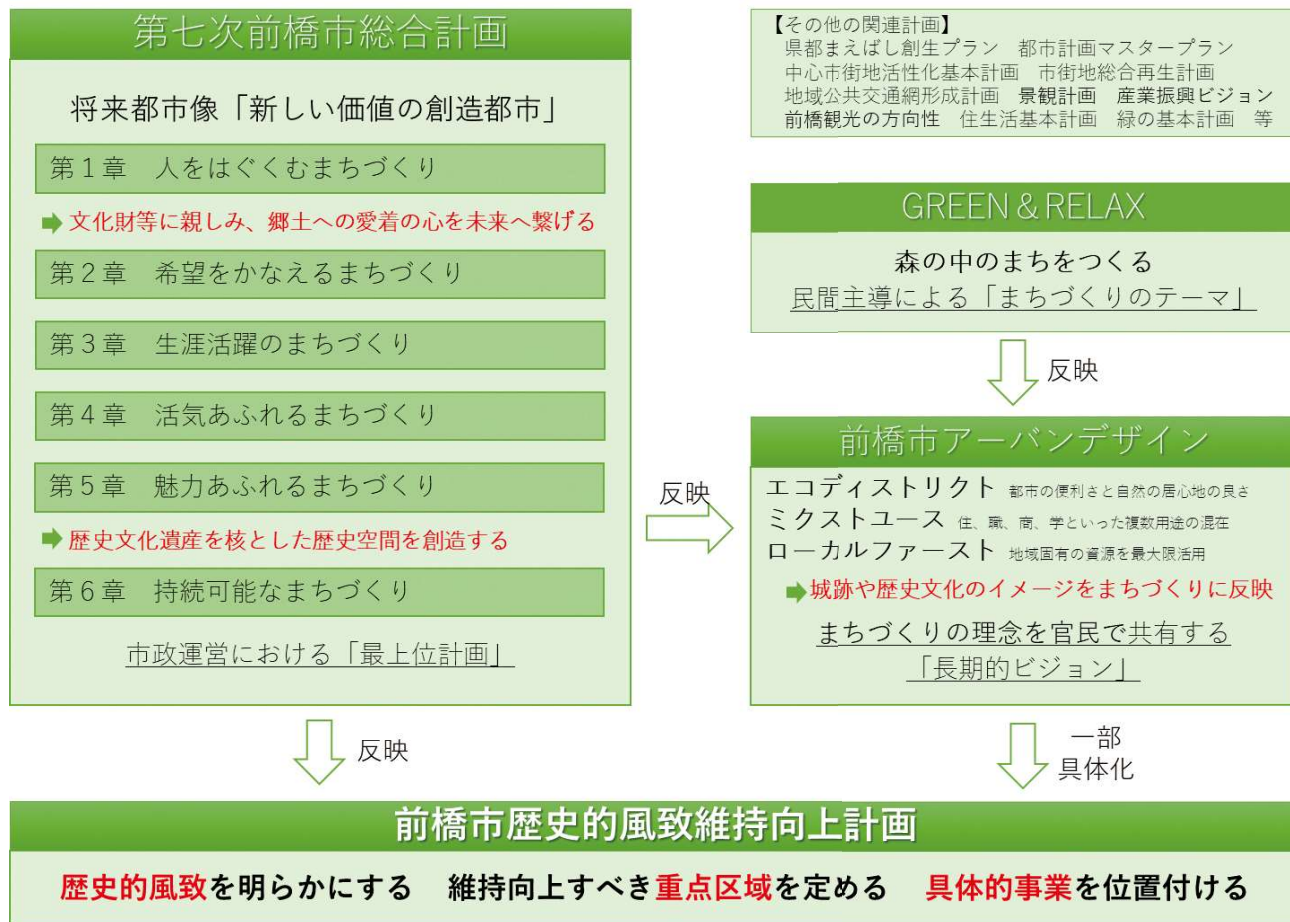 第七次前橋市総合計画
将来都市像「新しい価値の創造都市」
第1章 人をはぐくむまちづくり
文化財等に親しみ、郷土への愛着の心を未来へ繋げる
第2章 希望をかなえるまちづくり
第3章 生涯活躍のまちづくり
第4章 活気あふれるまちづくり
第5章 魅力あふれるまちづくり
歴史文化遺産を核とした歴史空間を創造する
第6章 持続可能なまちづくり
市政運営における「最上位計画」
反映
反映
【その他の関連計画】
県都まえばし創生プラン 都市計画マスタープラン
中心市街地活性化基本計画 市街地総合再生計画
地域公共交通網形成計画 景観計画 産業振興ビジョン
前橋観光の方向性 住生活基本計画 緑の基本計画 等
GREEN＆RELAX
森の中のまちをつくる
民間主導による「まちづくりのテーマ」
反映
前橋市アーバンデザイン
エコディストリクト 都市の便利さと自然の居心地の良さ
ミクストユース 住、職、商、学といった複数用途の混在
ローカルファースト 地域固有の資源を最大限活用
城跡や歴史文化のイメージをまちづくりに反映
まちづくりの理念を官民で共有する
「長期的ビジョン」
一部
具体化
前橋市歴史的風致維持向上計画
歴史的風致を明らかにする 維持向上すべき重点区域を定める 具体的事業を位置付ける